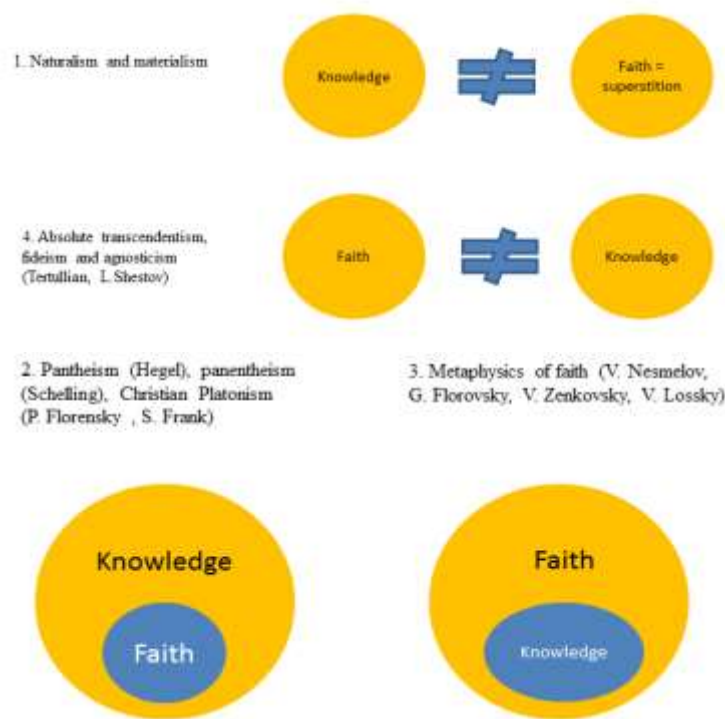 1. Naturalism and materialism
Knowledge
Faith =
superstition
4. Absolute transcendentism,
fideism and agnosticism
(Tertullian, L. Shestov)
Faith
Knowledge
2. Pantheism (Hegel), panentheism
(Schelling), Christian Platonism
(P. Florensky , S. Frank)
3. Metaphysics of faith (V. Nesmelov,
G. Florovsky, V. Zenkovsky, V. Lossky)
Knowledge
Faith
Faith
Knowledge